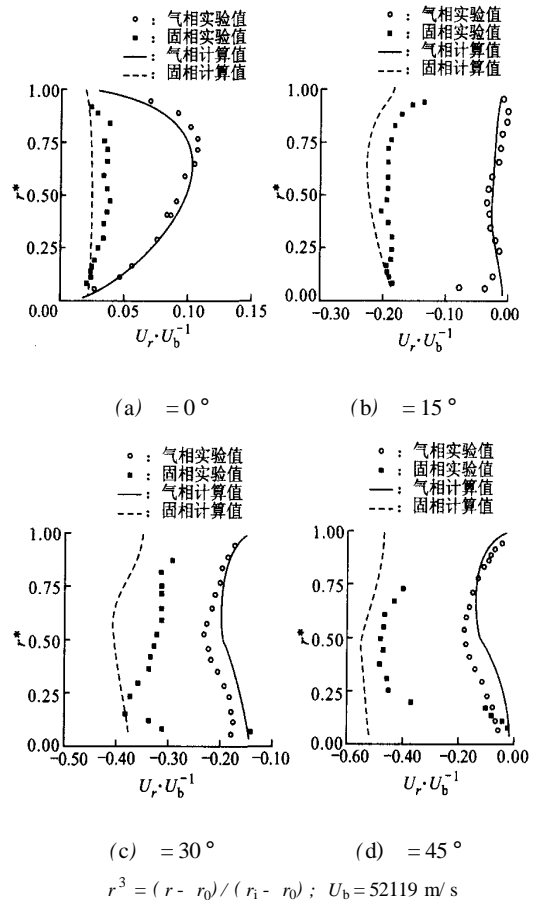 ○ : 气相实验值
■ : 固相实验值
—— : 气相计算值
---- : 固相计算值
1.00
0.75
r*
0.50
0.25
0.00
0.05
0.10
0.15
U_r·U_b^-1
(a) =0°
○ : 气相实验值
■ : 固相实验值
—— : 气相计算值
---- : 固相计算值
1.00
0.75
r*
0.50
0.25
0.00
-0.30
-0.20
-0.10
0.00
U_r·U_b^-1
(b) =15°
○ : 气相实验值
■ : 固相实验值
—— : 气相计算值
---- : 固相计算值
1.00
0.75
r*
0.50
0.25
0.00
-0.50
-0.40
-0.30
-0.20
-0.10
U_r·U_b^-1
(c) =30°
○ : 气相实验值
■ : 固相实验值
—— : 气相计算值
---- : 固相计算值
1.00
0.75
r*
0.50
0.25
0.00
-0.60
-0.40
-0.20
0.00
U_r·U_b^-1
(d) =45°
r^3 = (r - r_0)/(r_i - r_0); U_b = 52119 m/s